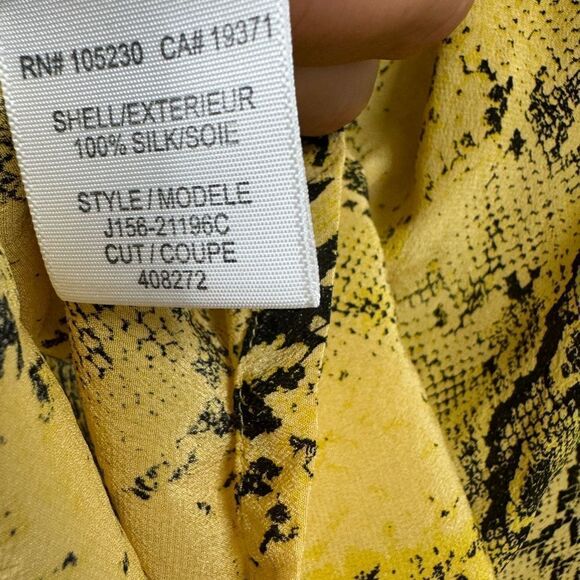 RN# 105230 CA# 19371
SHELL/EXTERIEUR
100% SILK/SOIE
STYLE/MODELE
J156-21196C
CUT/COUPE
408272